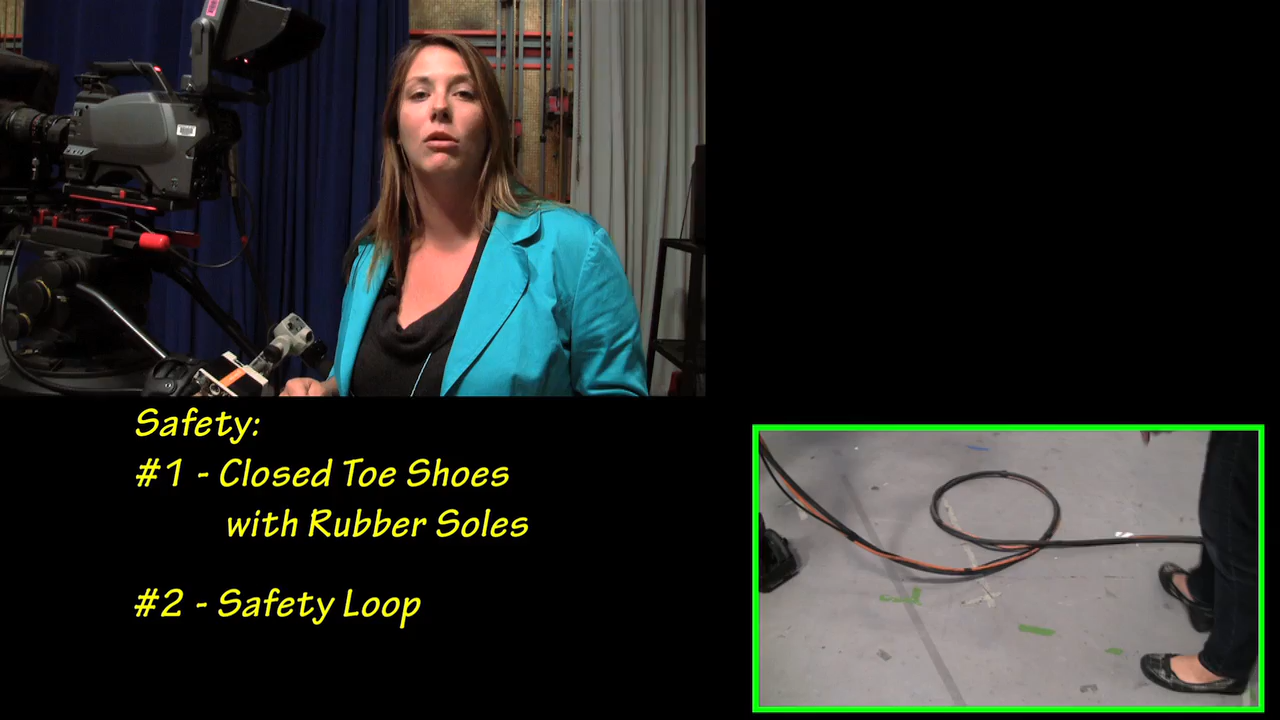 Safety:
#1 - Closed Toe Shoes
with Rubber Soles
#2 - Safety Loop